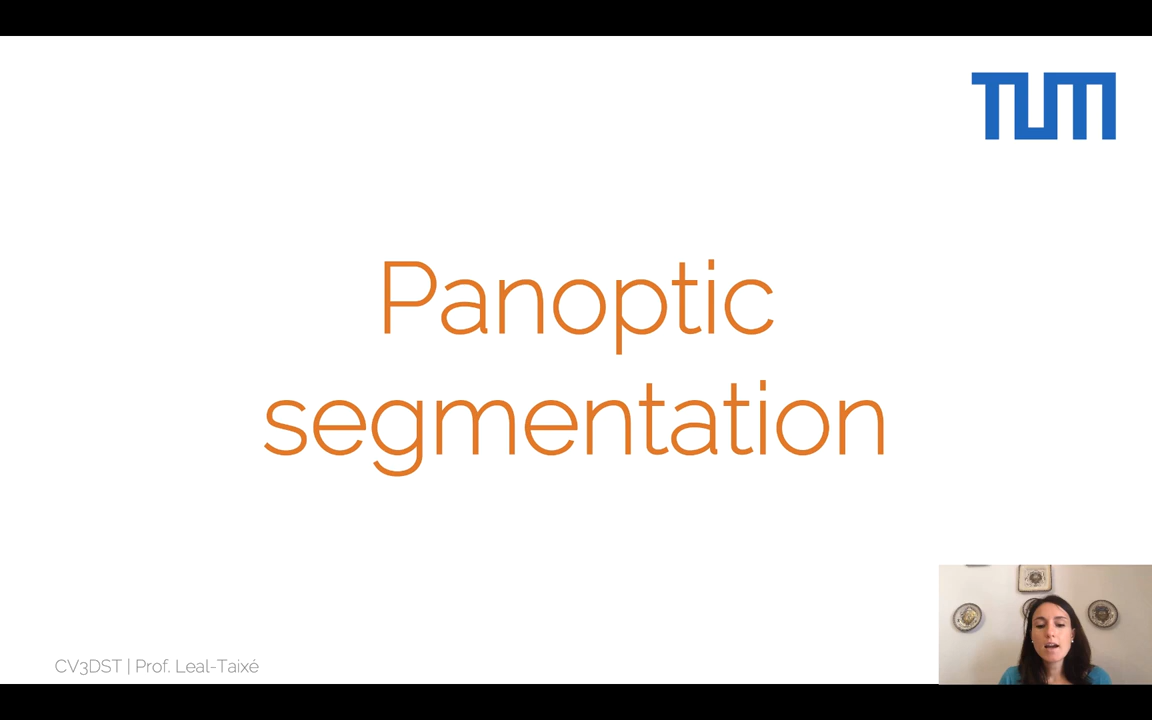 TUM
Panoptic
segmentation
CV3DST | Prof. Leal-Taixé